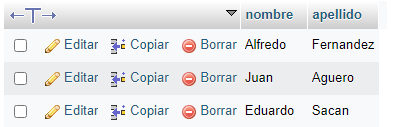 nombre apellido
Editar Copiar Borrar Alfredo Fernandez
Editar Copiar Borrar Juan Aguero
Editar Copiar Borrar Eduardo Sacan